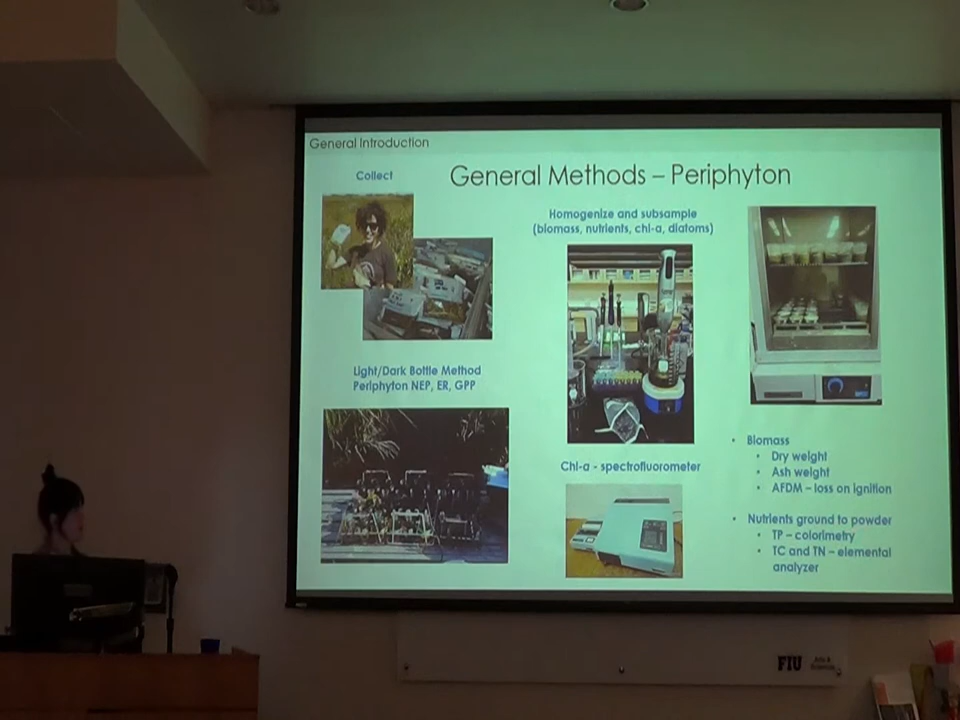 General Introduction
General Methods – Periphyton
Collect
Light/Dark Bottle Method
Periphyton NEP, ER, GPP
Homogenize and subsample
(biomass, nutrients, chl-a, diatoms)
Chl-a - spectrofluorometer
• Biomass
• Dry weight
• Ash weight
• AFDM – loss on ignition
• Nutrients ground to powder
• TP – colorimetry
• TC and TN – elemental
analyzer
FIU
Arts &
Sciences